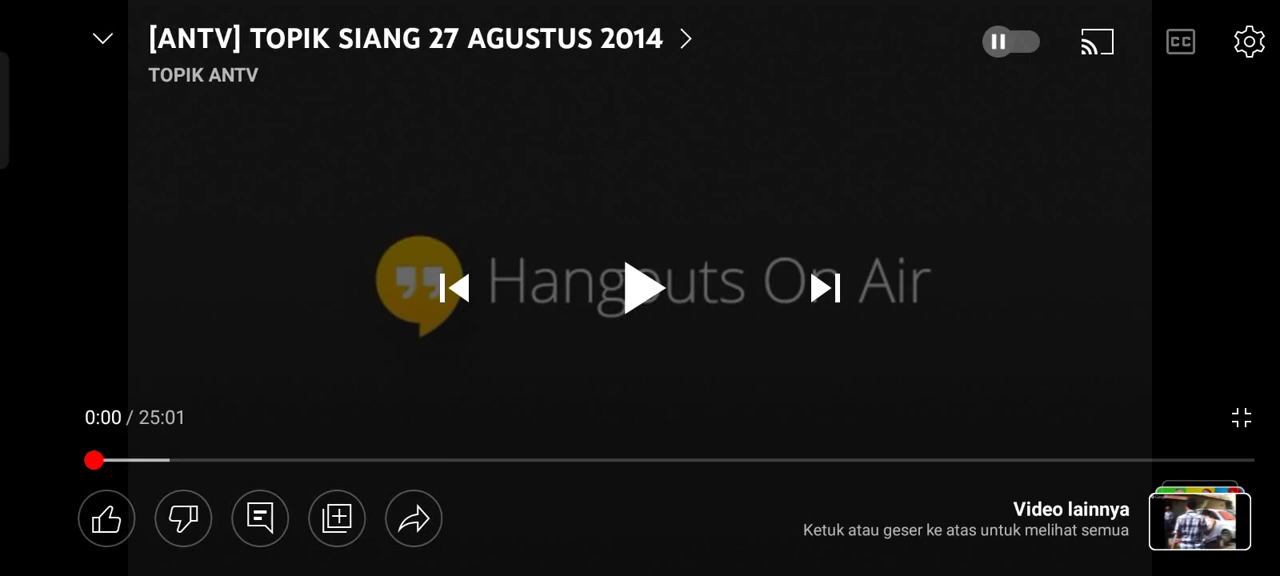 [ANTV] TOPIK SIANG 27 AGUSTUS 2014
TOPIK ANTV
CC
Hangouts On Air
0:00 / 25:01
Video lainnya
Ketuk atau geser ke atas untuk melihat semua